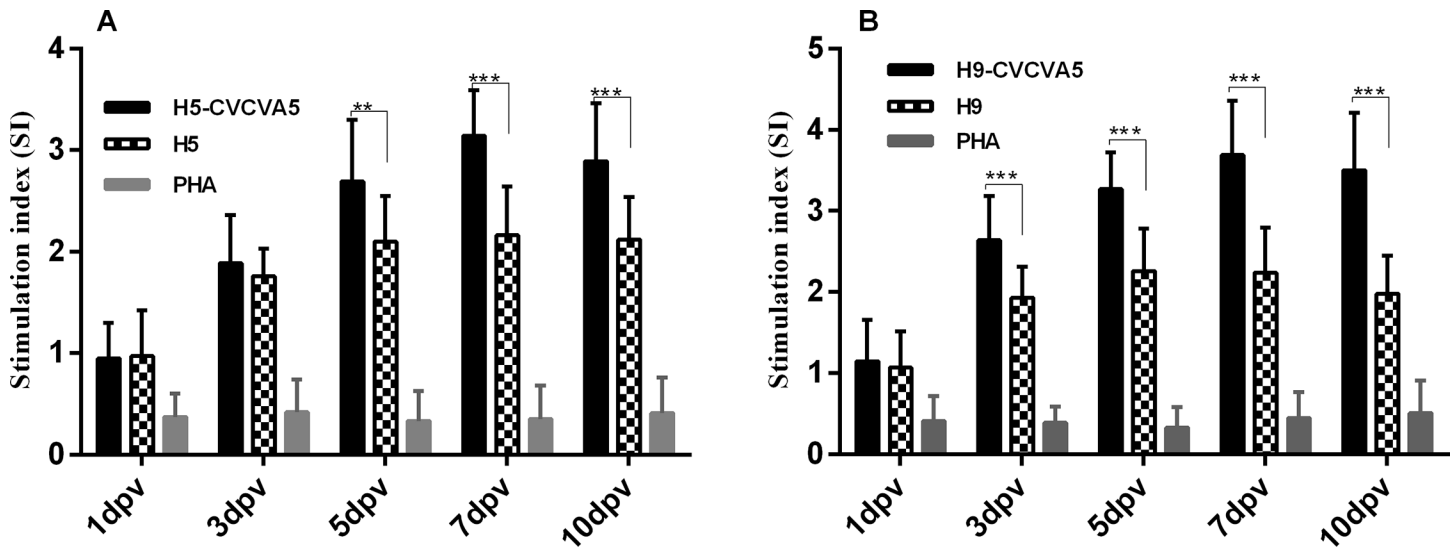 A
Stimulation index (SI)
4
3
2
1
0
H5-CVCVA5
H5
PHA
**
***
***
1dpv
3dpv
5dpv
7dpv
10dpv
B
Stimulation index (SI)
5
4
3
2
1
0
H9-CVCVA5
H9
PHA
***
***
***
***
1dpv
3dpv
5dpv
7dpv
10dpv